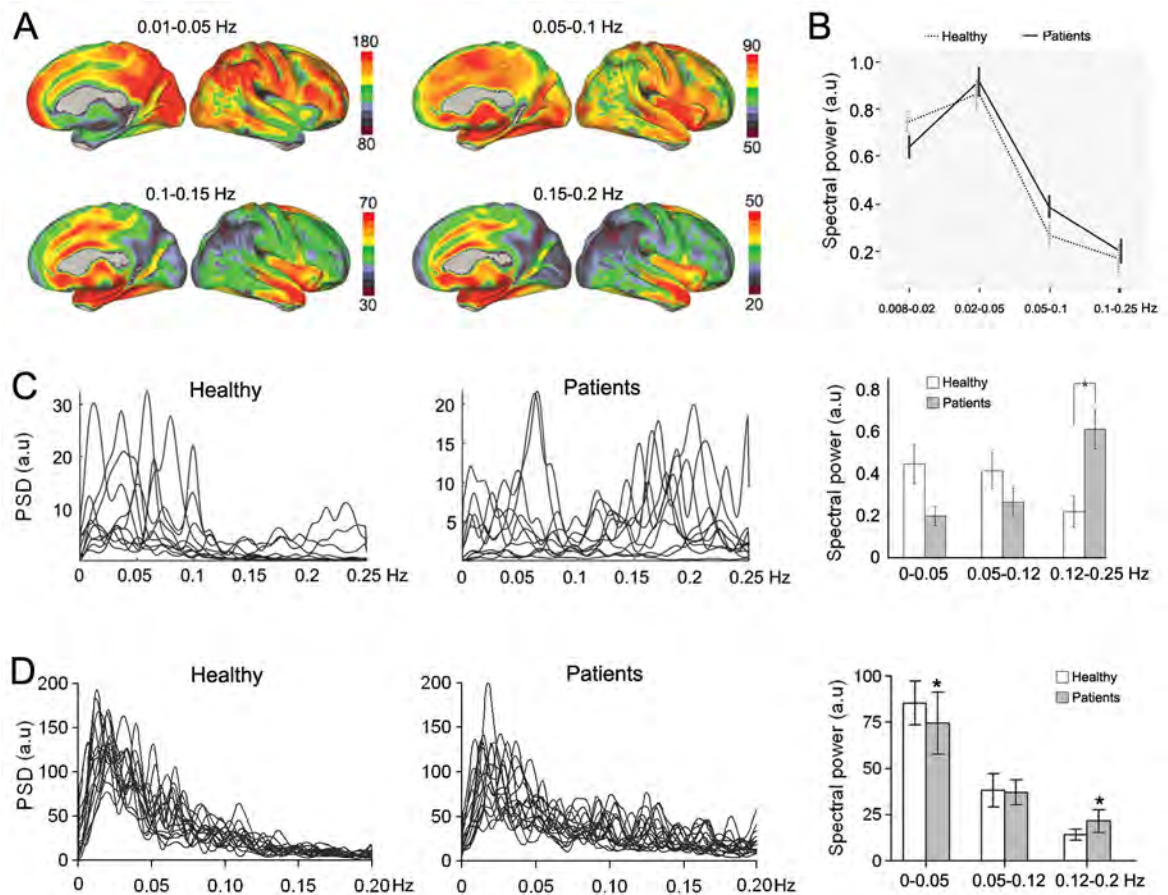 A
0.01-0.05 Hz
180
80
0.05-0.1 Hz
90
50
0.1-0.15 Hz
70
30
0.15-0.2 Hz
50
20
B
Healthy Patients
Spectral power (a.u)
1.0
0.8
0.6
0.4
0.2
0.008-0.02 0.02-0.05 0.05-0.1 0.1-0.25 Hz
C
Healthy
PSD (a.u)
30
20
10
0 0.05 0.1 0.15 0.2 0.25 Hz
Patients
20
15
10
5
0 0.05 0.1 0.15 0.2 0.25 Hz
Healthy
Patients
*
Spectral power (a.u)
0.8
0.6
0.4
0.2
0
0-0.05 0.05-0.12 0.12-0.25 Hz
D
Healthy
PSD (a.u)
200
150
100
50
0
0 0.05 0.10 0.15 0.20 Hz
Patients
200
150
100
50
0
0 0.05 0.10 0.15 0.20 Hz
Healthy
Patients
* *
Spectral power (a.u)
100
75
50
25
0
0-0.05 0.05-0.12 0.12-0.2 Hz